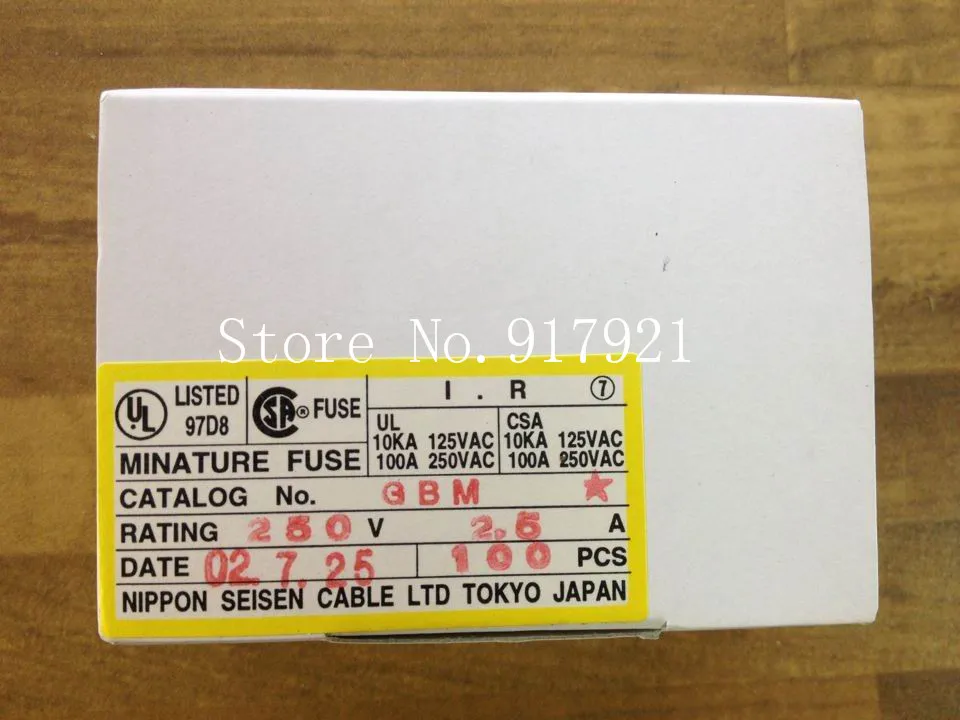 Store No. 917921
UL LISTED 97D8
CSA ® FUSE
I . R ⑦
UL
10KA 125VAC
100A 250VAC
CSA
10KA 125VAC
100A 250VAC
MINATURE FUSE
CATALOG No. GBM ★
RATING 250 V 2.5 A
DATE 02.7.25 100 PCS
NIPPON SEISEN CABLE LTD TOKYO JAPAN